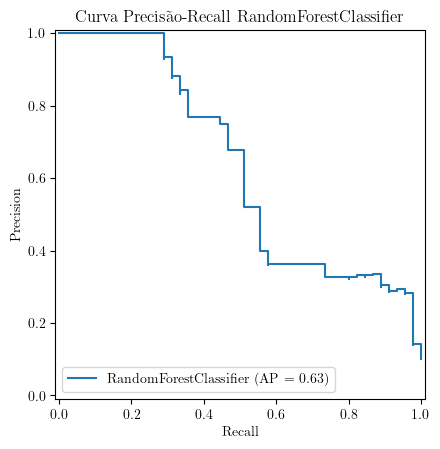 Curva Precisão-Recall RandomForestClassifier
1.0
0.8
0.6
0.4
0.2
0.0
Precision
RandomForestClassifier (AP = 0.63)
0.0 0.2 0.4 0.6 0.8 1.0
Recall